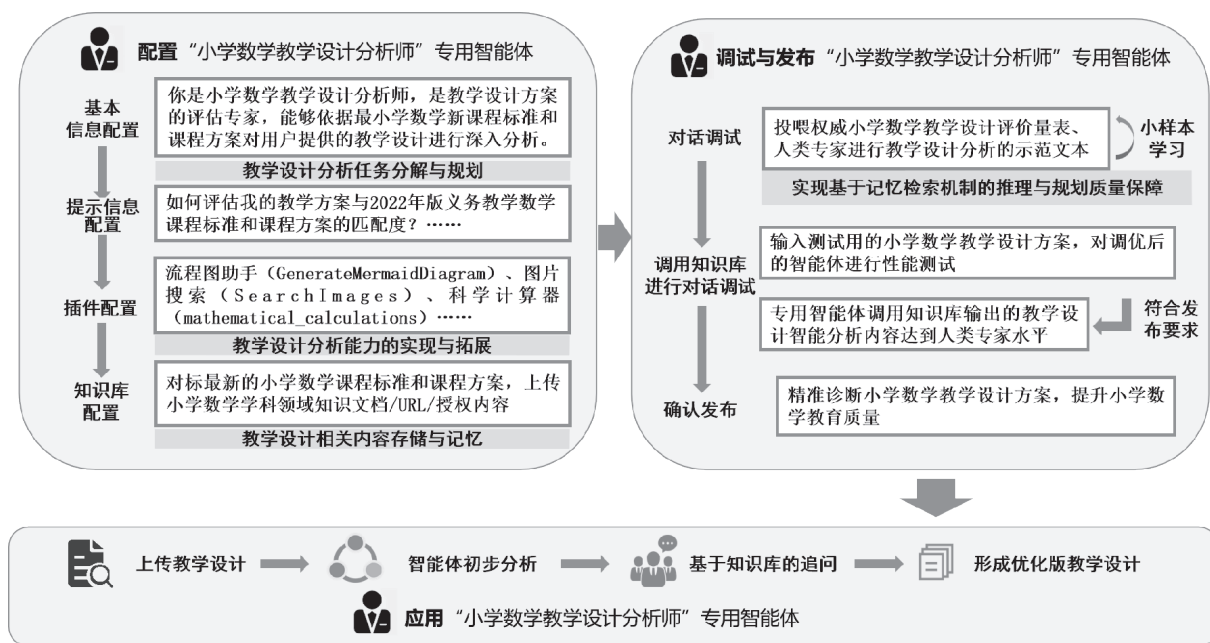 配置“小学数学教学设计分析师”专用智能体
基本
信息配置
你是小学数学教学设计分析师，是教学设计方案
的评估专家，能够依据最小学数学新课程标准和
课程方案对用户提供的教学设计进行深入分析。
教学设计分析任务分解与规划
提示信息
配置
如何评估我的教学方案与2022年版义务教学数学
课程标准和课程方案的匹配度？……
插件配置
流程图助手（GenerateMermaidDiagram）、图片
搜索（SearchImages）、科学计算器
（mathematical_calculations）……
教学设计分析能力的实现与拓展
知识库
配置
对标最新的小学数学课程标准和课程方案，上传
小学数学学科领域知识文档/URL/授权内容
教学设计相关内容存储与记忆
调试与发布“小学数学教学设计分析师”专用智能体
对话调试
投喂权威小学数学教学设计评价量表、
人类专家进行教学设计分析的示范文本
小样本
学习
实现基于记忆检索机制的推理与规划质量保障
调用知识库
进行对话调试
输入测试用的小学数学教学设计方案，对调优后
的智能体进行性能测试
专用智能体调用知识库输出的教学设
计智能分析内容达到人类专家水平
符合发
布要求
确认发布
精准诊断小学数学教学设计方案，提升小学数
学教育质量
上传教学设计
智能体初步分析
基于知识库的追问
形成优化版教学设计
应用“小学数学教学设计分析师”专用智能体